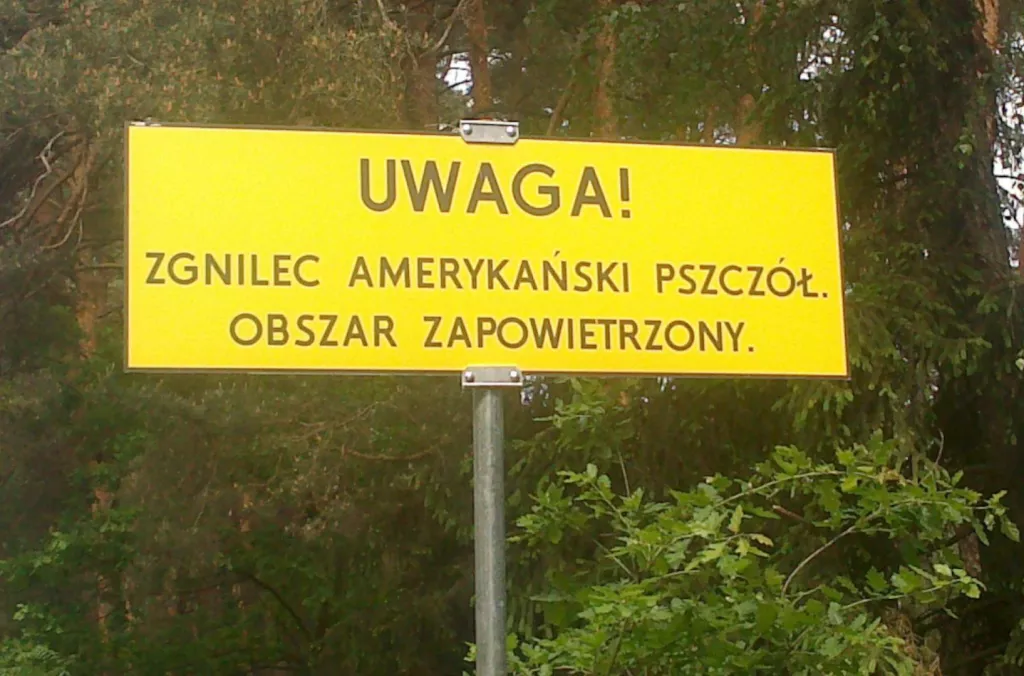 UWAGA!
ZGNILEC AMERYKAŃSKI PSZCZÓŁ.
OBSZAR ZAPOWIETRZONY.